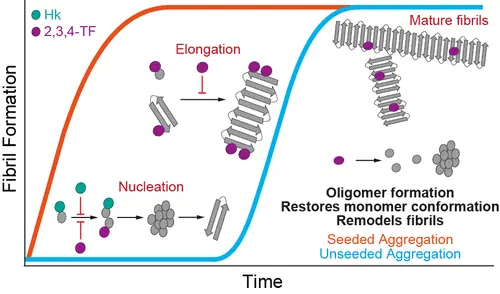 Hk
2,3,4-TF
Elongation
Mature fibrils
Nucleation
Oligomer formation
Restores monomer conformation
Remodels fibrils
Seeded Aggregation
Unseeded Aggregation
Fibril Formation
Time